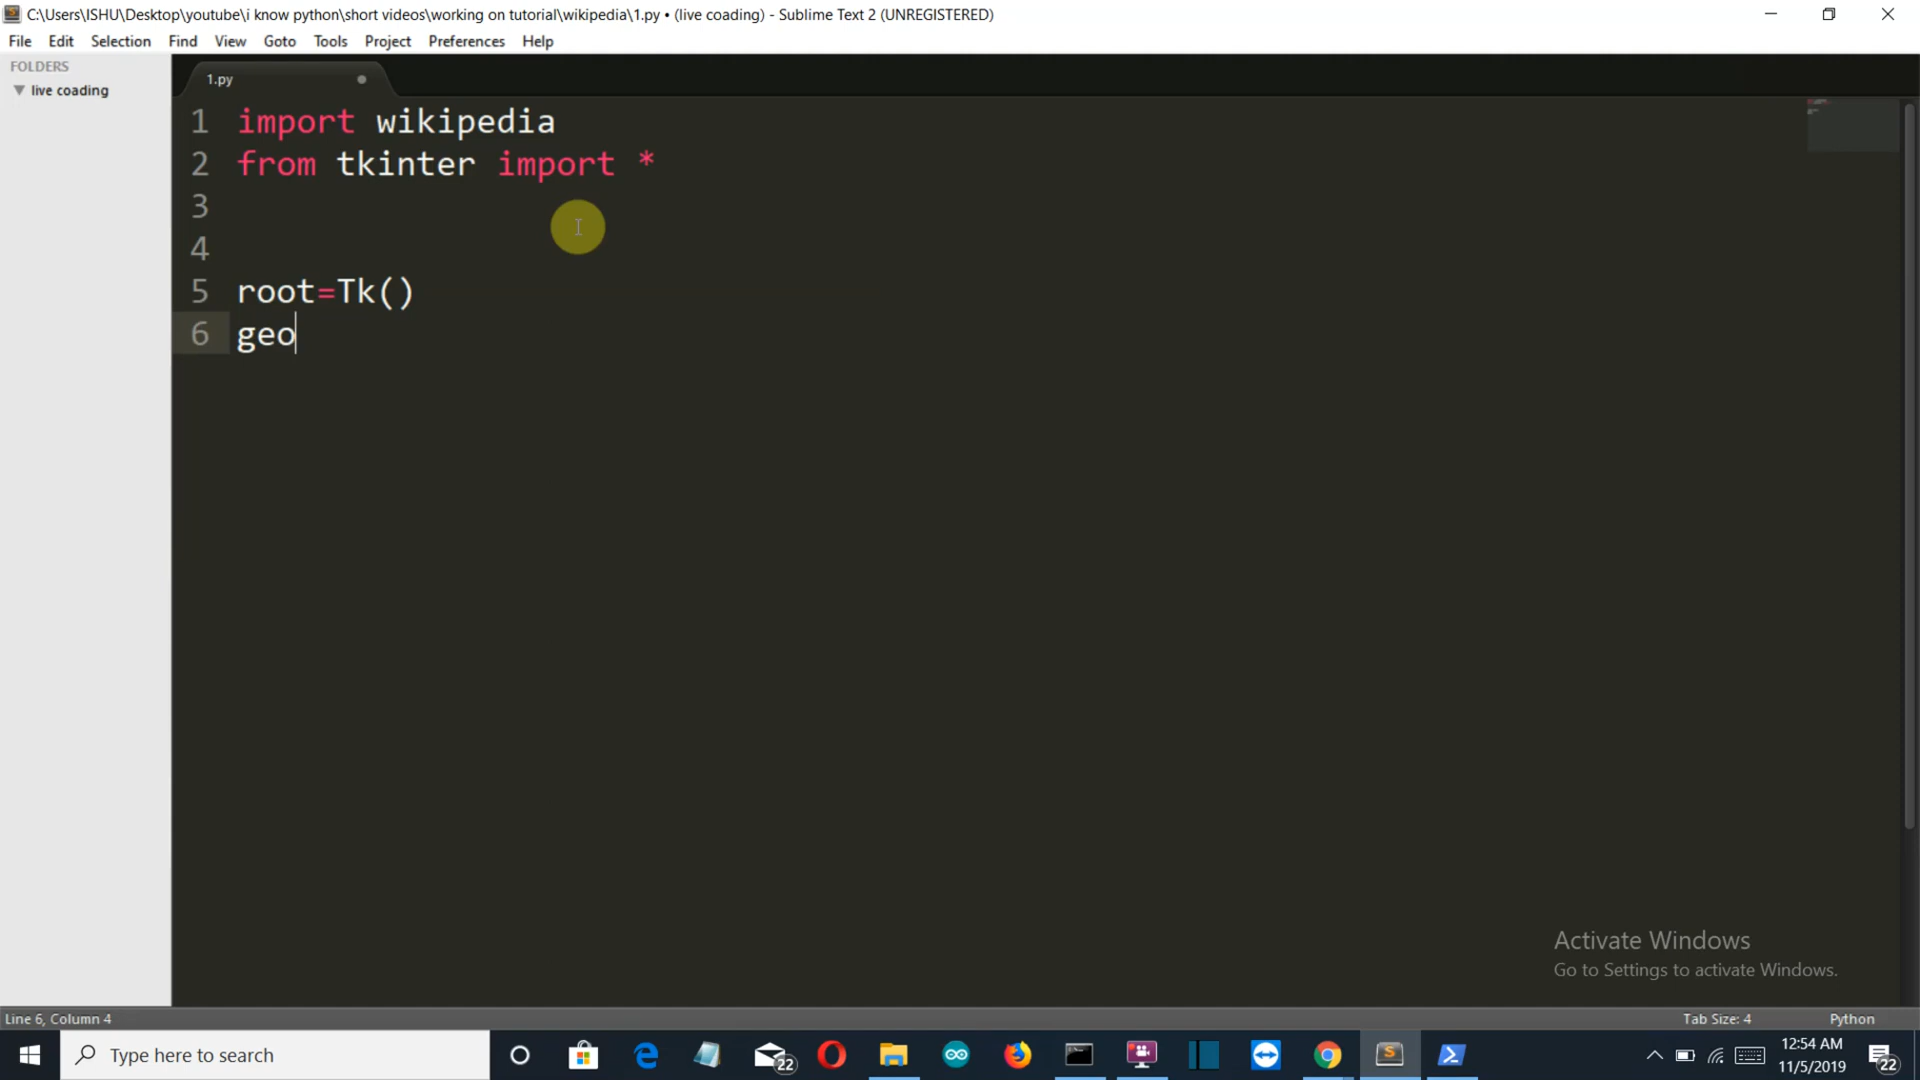 C:\Users\ISHU\Desktop\youtube\i know python\short videos\working on tutorial\wikipedia\1.py • (live coading) - Sublime Text 2 (UNREGISTERED)
File Edit Selection Find View Goto Tools Project Preferences Help
FOLDERS
live coading
1.py
1 import wikipedia
2 from tkinter import *
3
4
5 root=Tk()
6 geo
Activate Windows
Go to Settings to activate Windows.
Line 6, Column 4
Tab Size: 4
Python
Type here to search
22
12:54 AM
11/5/2019
22